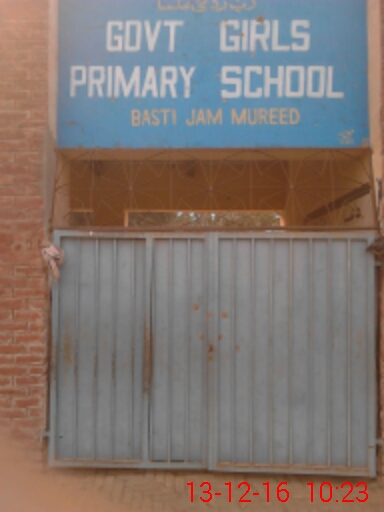 GOVT GIRLS
PRIMARY SCHOOL
BASTI JAM MUREED
13-12-16 10:23